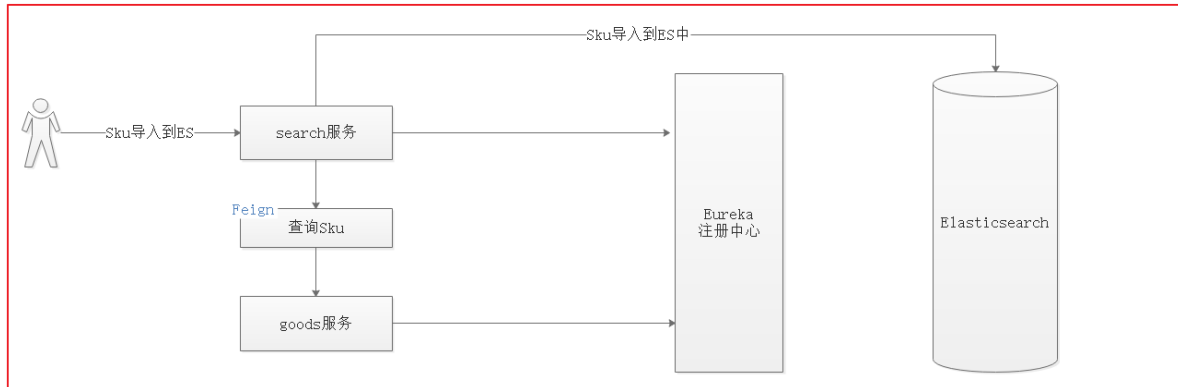 Sku导入到ES中
Sku导入到ES
search服务
Feign
查询Sku
Eureka
注册中心
Elasticsearch
goods服务